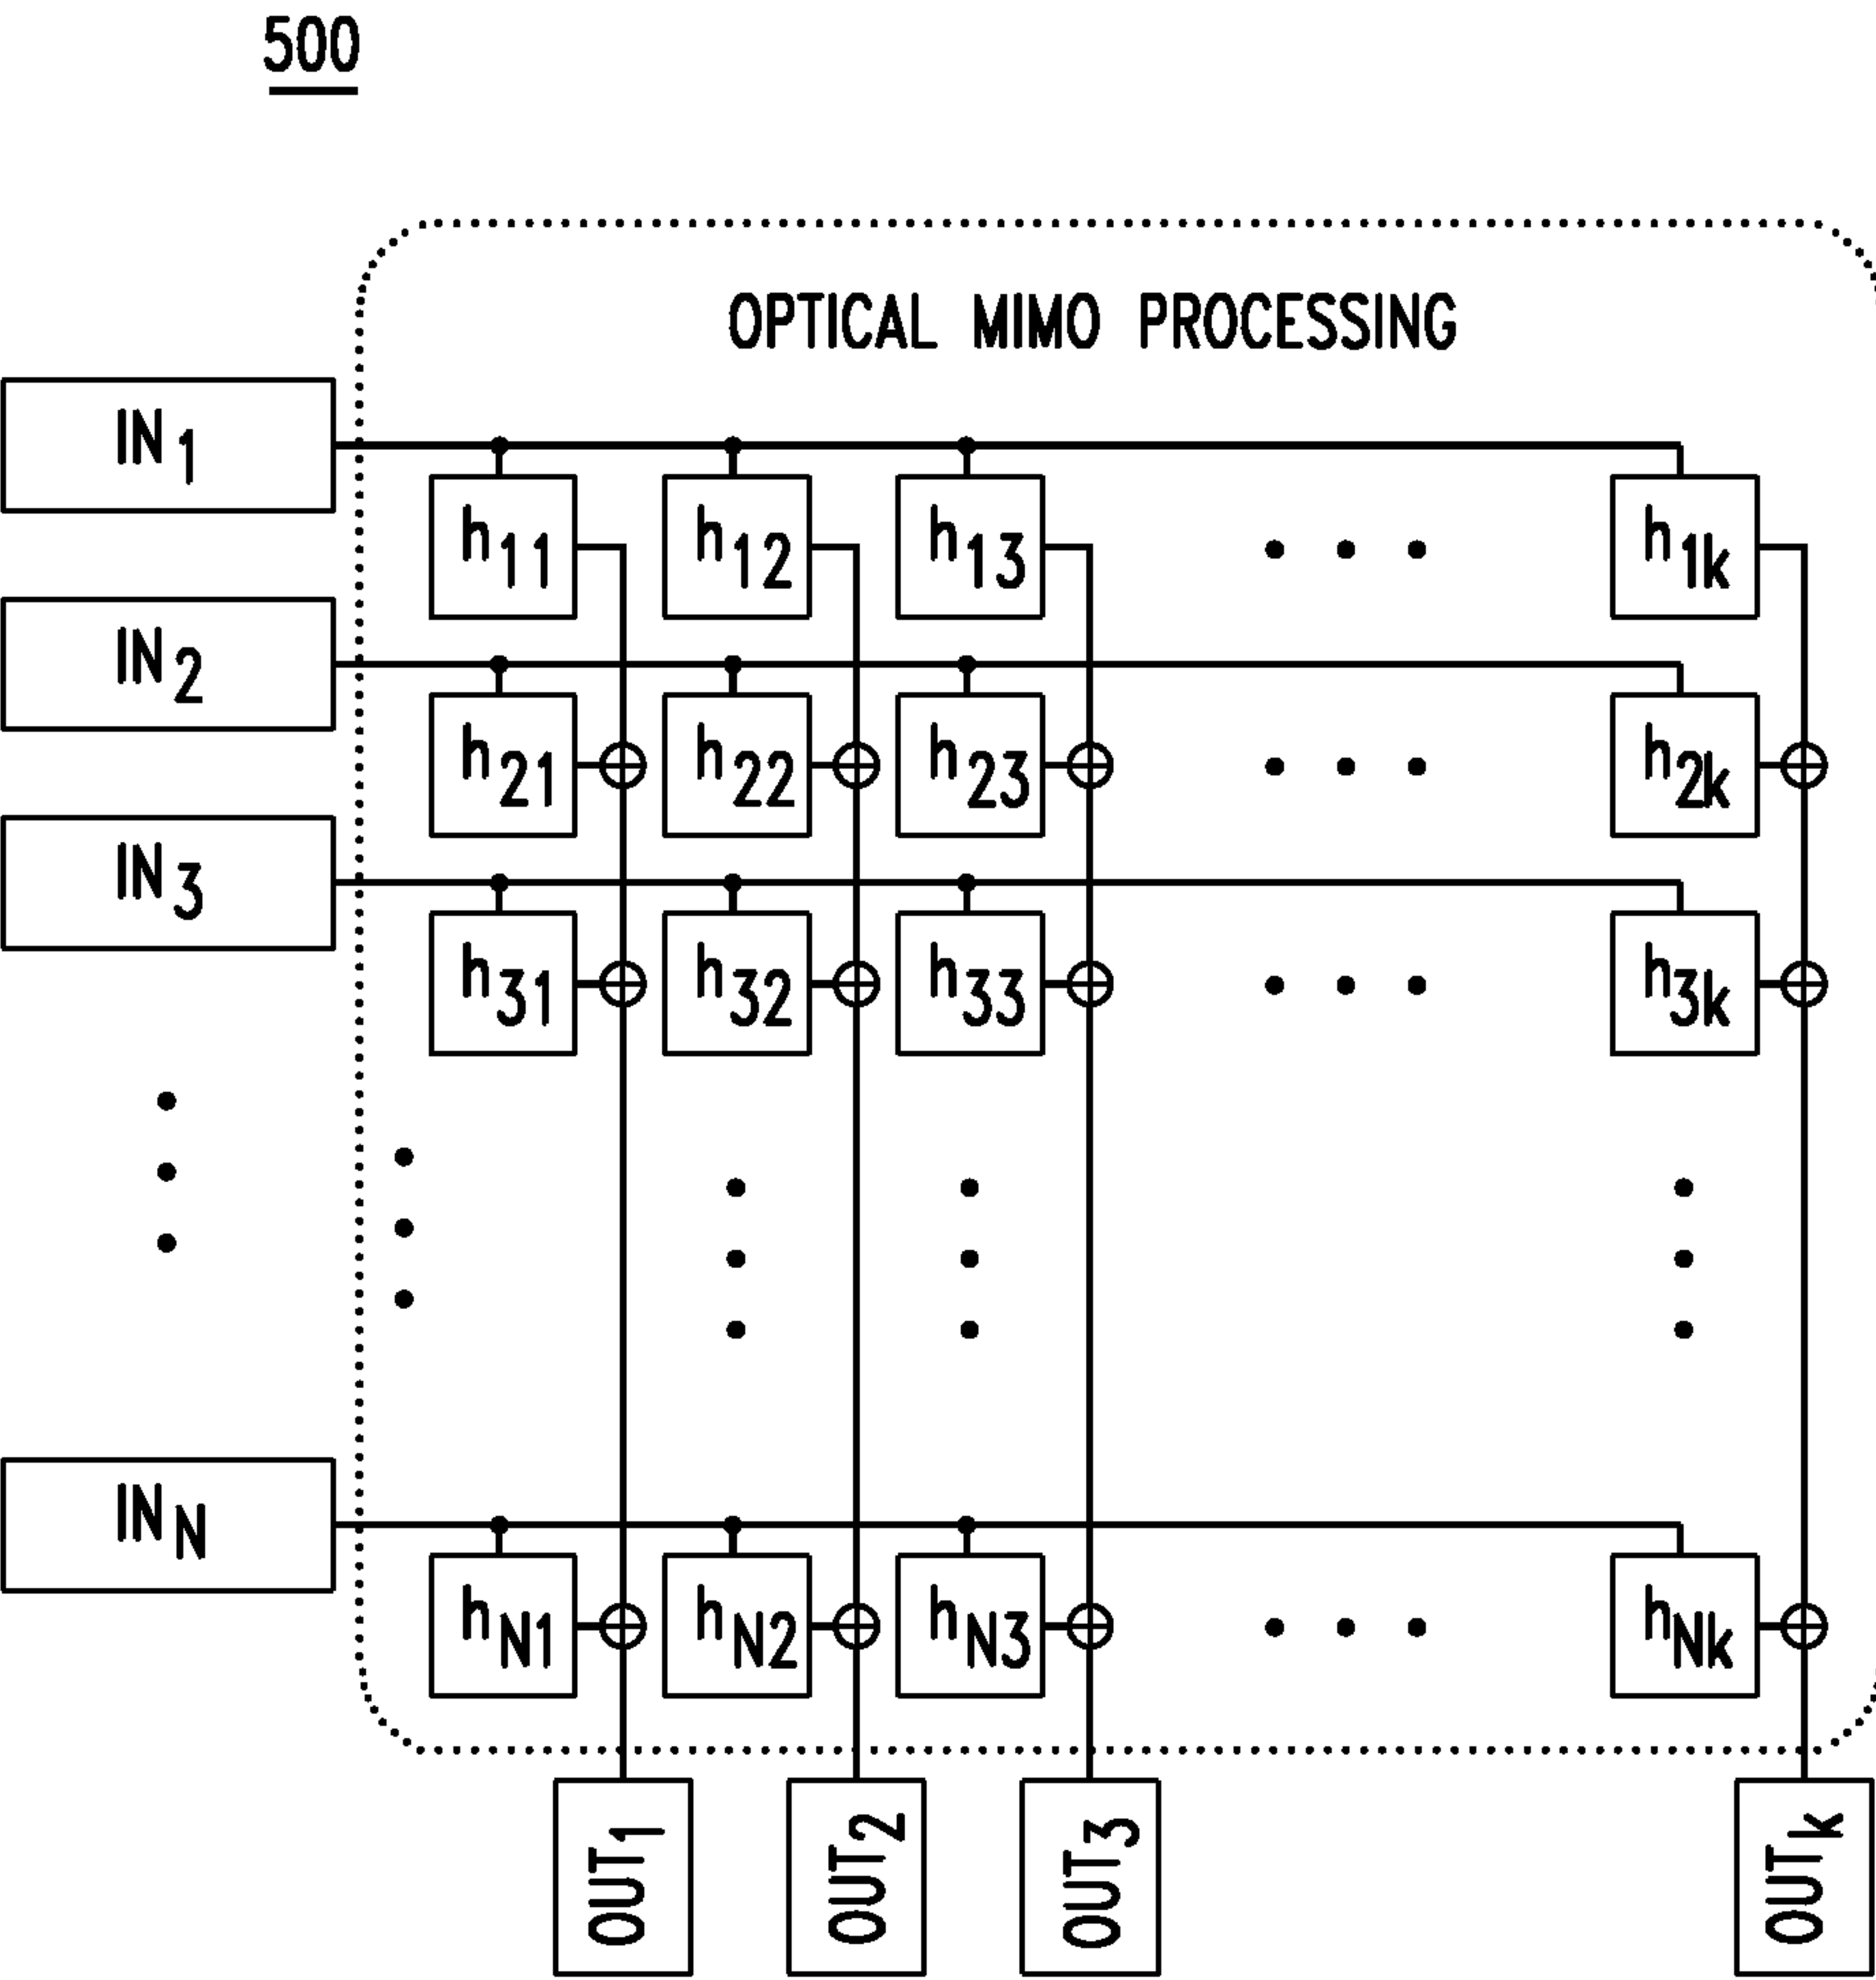 500
OPTICAL MIMO PROCESSING
IN1
h11 h12 h13 h1k
IN2
h21 h22 h23 h2k
IN3
h31 h32 h33 h3k
INN
hN1 hN2 hN3 hNk
OUT1 OUT2 OUT3 OUTk